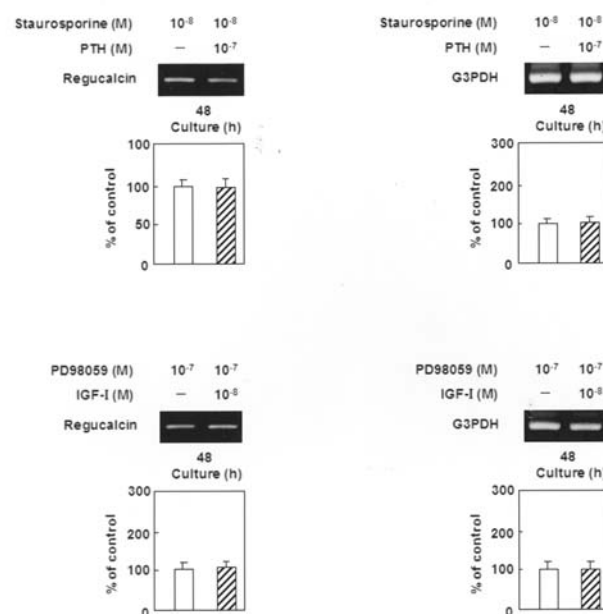 Staurosporine (M) 10⁻⁸ 10⁻⁸
PTH (M) – 10⁻⁷
Regucalcin
48
Culture (h)
% of control
100
100
50
0
Staurosporine (M) 10⁻⁸ 10⁻⁸
PTH (M) – 10⁻⁷
G3PDH
48
Culture (h)
% of control
300
200
100
0
PD98059 (M) 10⁻⁷ 10⁻⁷
IGF-I (M) – 10⁻⁸
Regucalcin
48
Culture (h)
% of control
300
200
100
0
PD98059 (M) 10⁻⁷ 10⁻⁷
IGF-I (M) – 10⁻⁸
G3PDH
48
Culture (h)
% of control
300
200
100
0